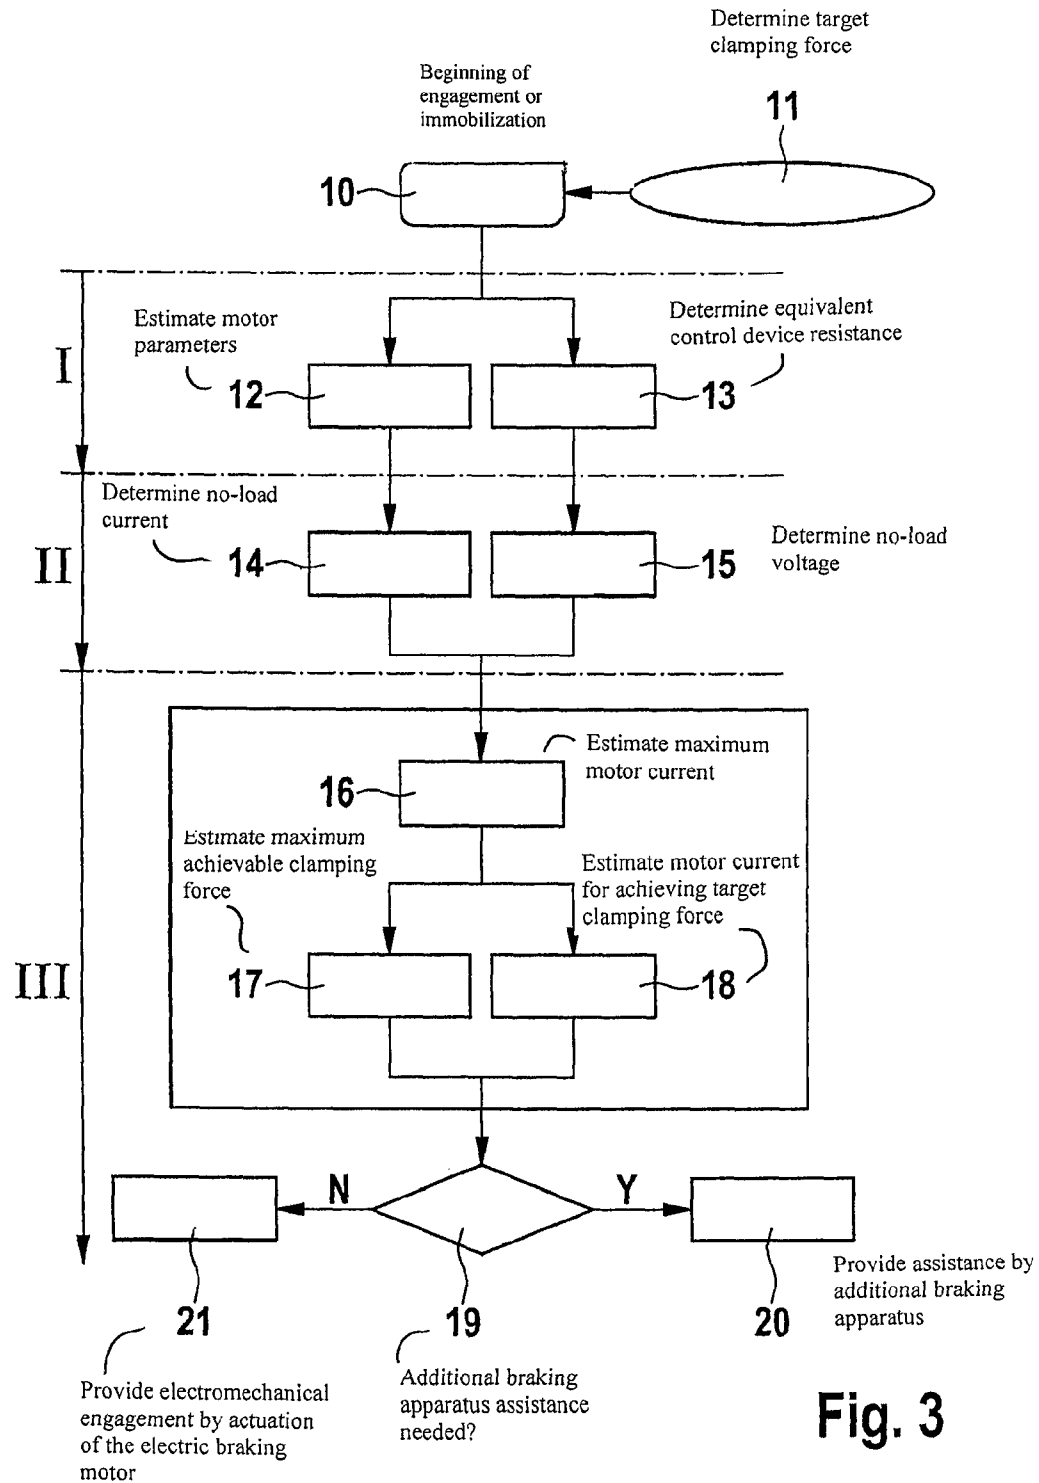 Determine target
clamping force
11
Beginning of
engagement or
immobilization
10
I
Estimate motor
parameters
12
Determine equivalent
control device resistance
13
II
Determine no-load
current
14
15
Determine no-load
voltage
III
Estimate maximum
motor current
16
Estimate maximum
achievable clamping
force
17
Estimate motor current
for achieving target
clamping force
18
N
Y
21
19
20
Provide assistance by
additional braking
apparatus
Provide electromechanical
engagement by actuation
of the electric braking
motor
Additional braking
apparatus assistance
needed?
Fig. 3